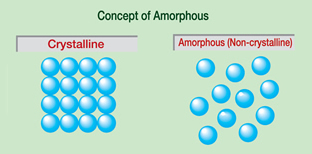 Concept of Amorphous
Crystalline
Amorphous (Non-crystalline)